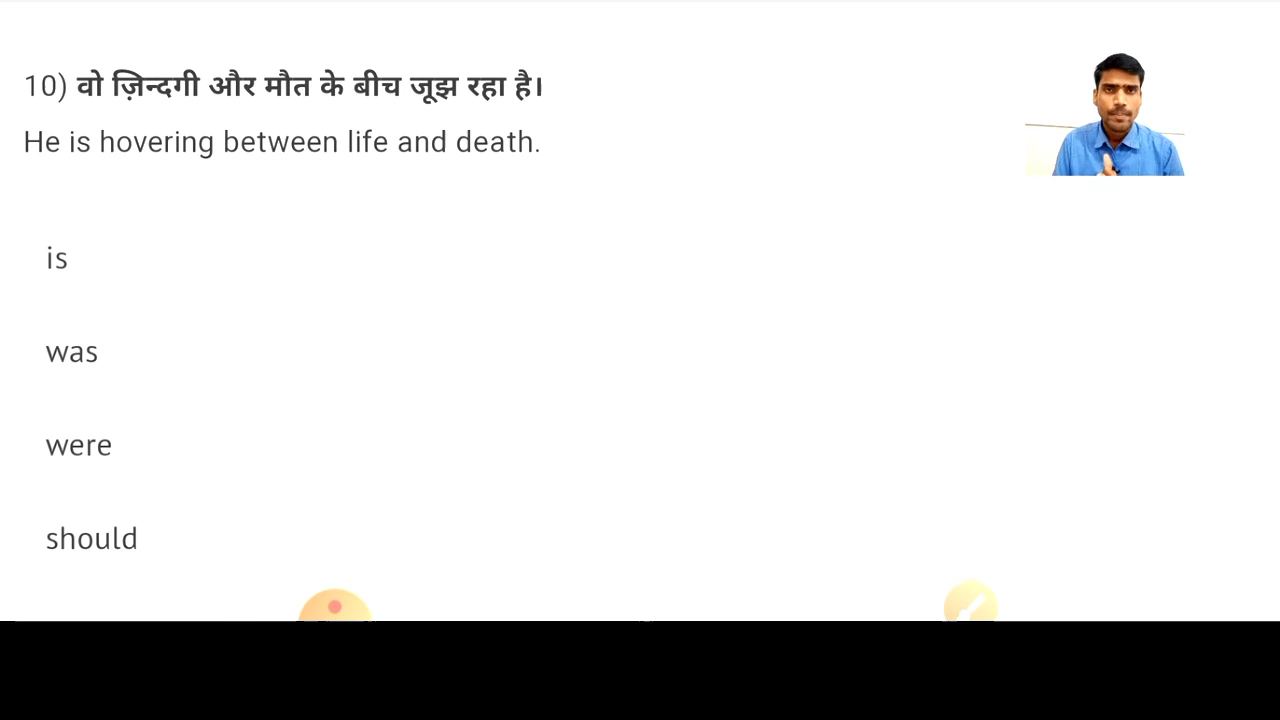 10) वो ज़िन्दगी और मौत के बीच जूझ रहा है।
He is hovering between life and death.
is
was
were
should